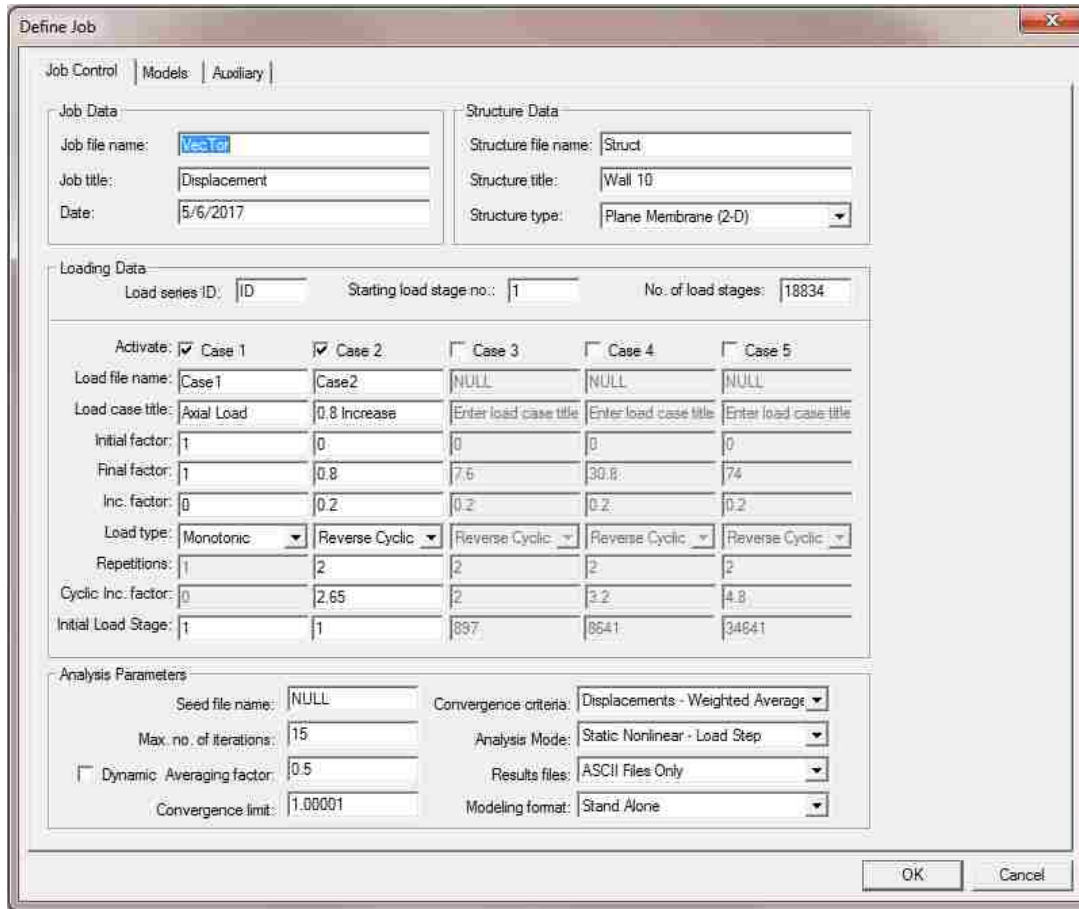 Define Job
Job Control Models Auxiliary
Job Data
Job file name: VecTor
Job title: Displacement
Date: 5/6/2017
Structure Data
Structure file name: Struct
Structure title: Wall 10
Structure type: Plane Membrane (2-D)
Loading Data
Load series ID: ID Starting load stage no.: 1 No. of load stages: 18834
Activate: Case 1 Case 2 Case 3 Case 4 Case 5
Load file name: Case1 Case2 NULL NULL NULL
Load case title: Axial Load 0.8 Increase Enter load case title Enter load case title Enter load case title
Initial factor: 1 0 0 0 0
Final factor: 1 0.8 7.6 30.8 74
Inc. factor: 0 0.2 0.2 0.2 0.2
Load type: Monotonic Reverse Cyclic Reverse Cyclic Reverse Cyclic Reverse Cyclic
Repetitions: 1 2 2 2 2
Cyclic Inc. factor: 0 2.65 2 3.2 4.8
Initial Load Stage: 1 1 897 8641 34641
Analysis Parameters
Seed file name: NULL Convergence criteria: Displacements - Weighted Average
Max. no. of iterations: 15 Analysis Mode: Static Nonlinear - Load Step
Dynamic Averaging factor: 0.5 Results files: ASCII Files Only
Convergence limit: 1.00001 Modeling format: Stand Alone
OK Cancel